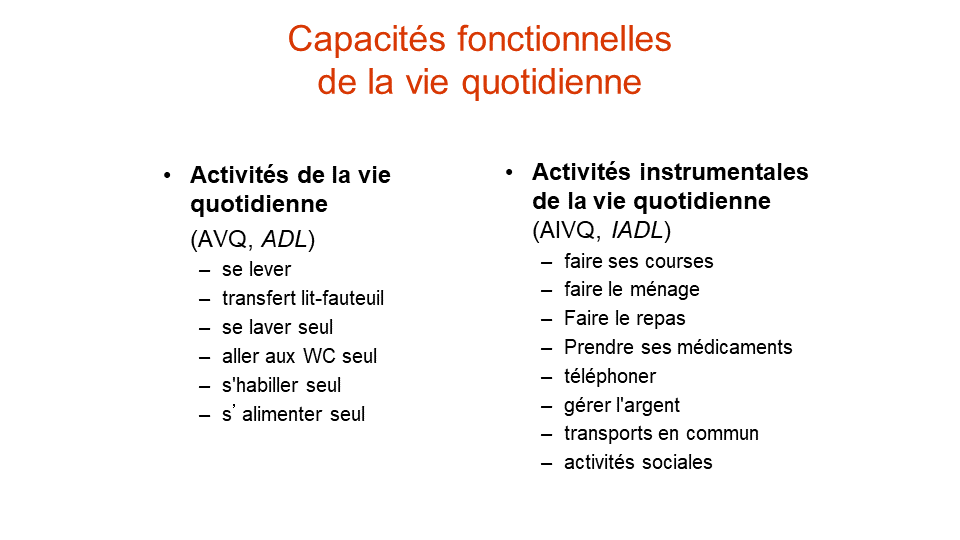 Capacités fonctionnelles
de la vie quotidienne
• Activités de la vie
quotidienne
(AVQ, ADL)
– se lever
– transfert lit-fauteuil
– se laver seul
– aller aux WC seul
– s'habiller seul
– s’ alimenter seul
• Activités instrumentales
de la vie quotidienne
(AIVQ, IADL)
– faire ses courses
– faire le ménage
– Faire le repas
– Prendre ses médicaments
– téléphoner
– gérer l'argent
– transports en commun
– activités sociales